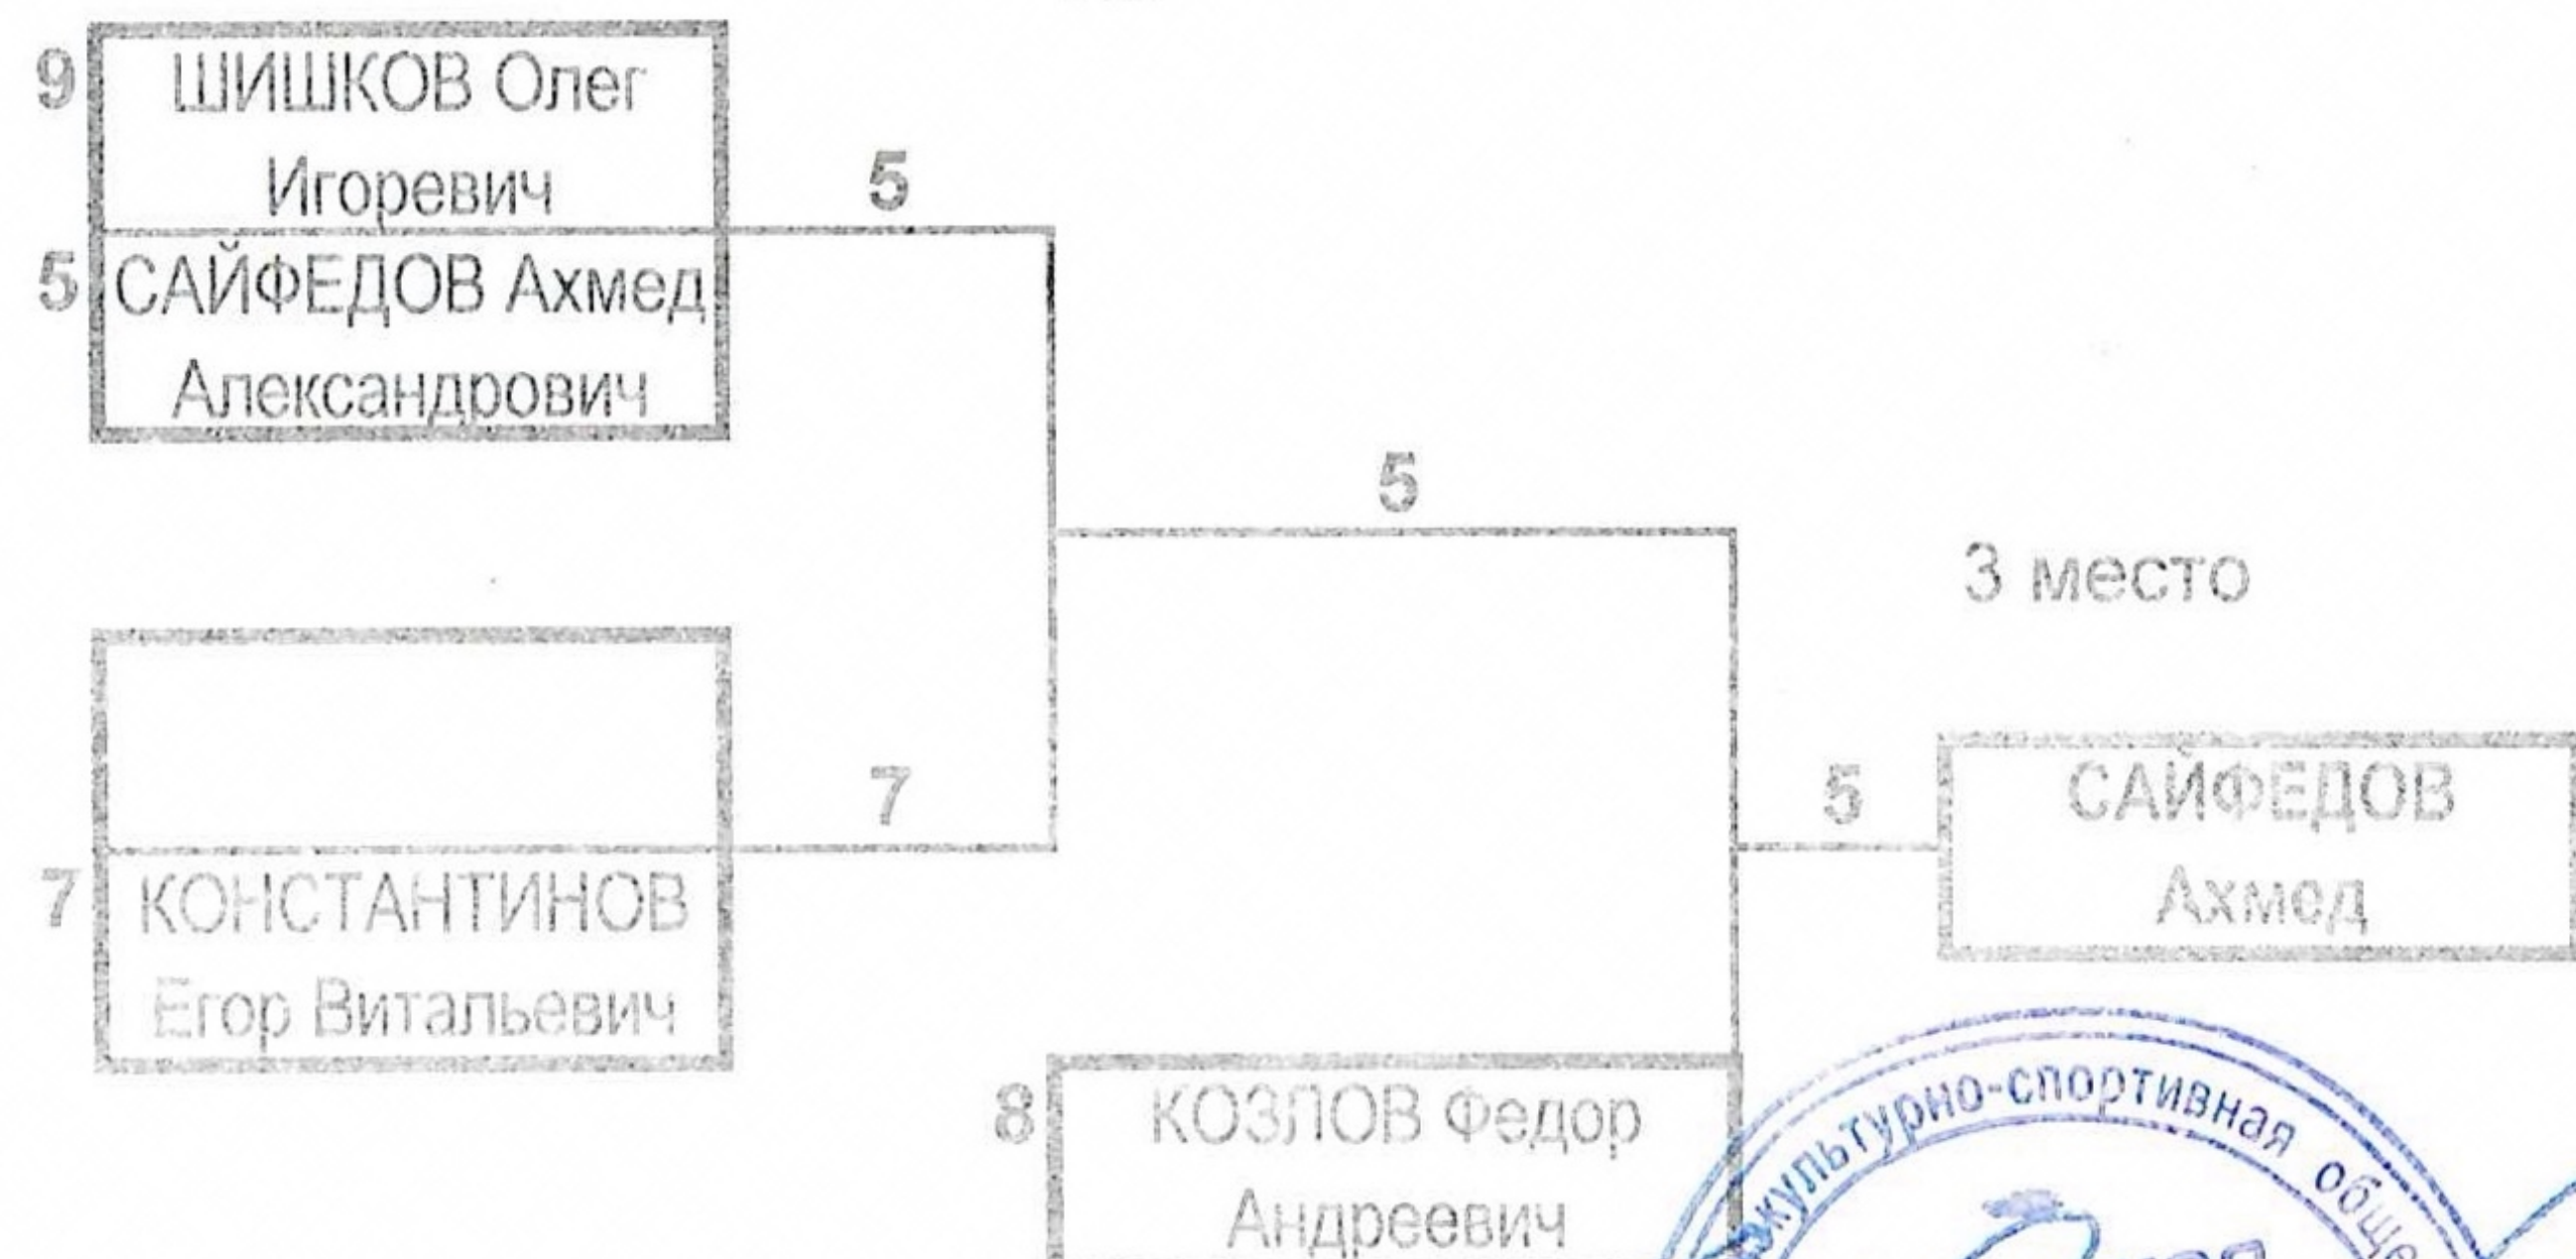 9
ШИШКОВ Олег
Игоревич
5
5
САЙФЕДОВ Ахмед
Александрович
5
3 место
7
5
САЙФЕДОВ
Ахмед
7
КОНСТАНТИНОВ
Егор Витальевич
8
КОЗЛОВ Федор
Андреевич
культурно-спортивная обще